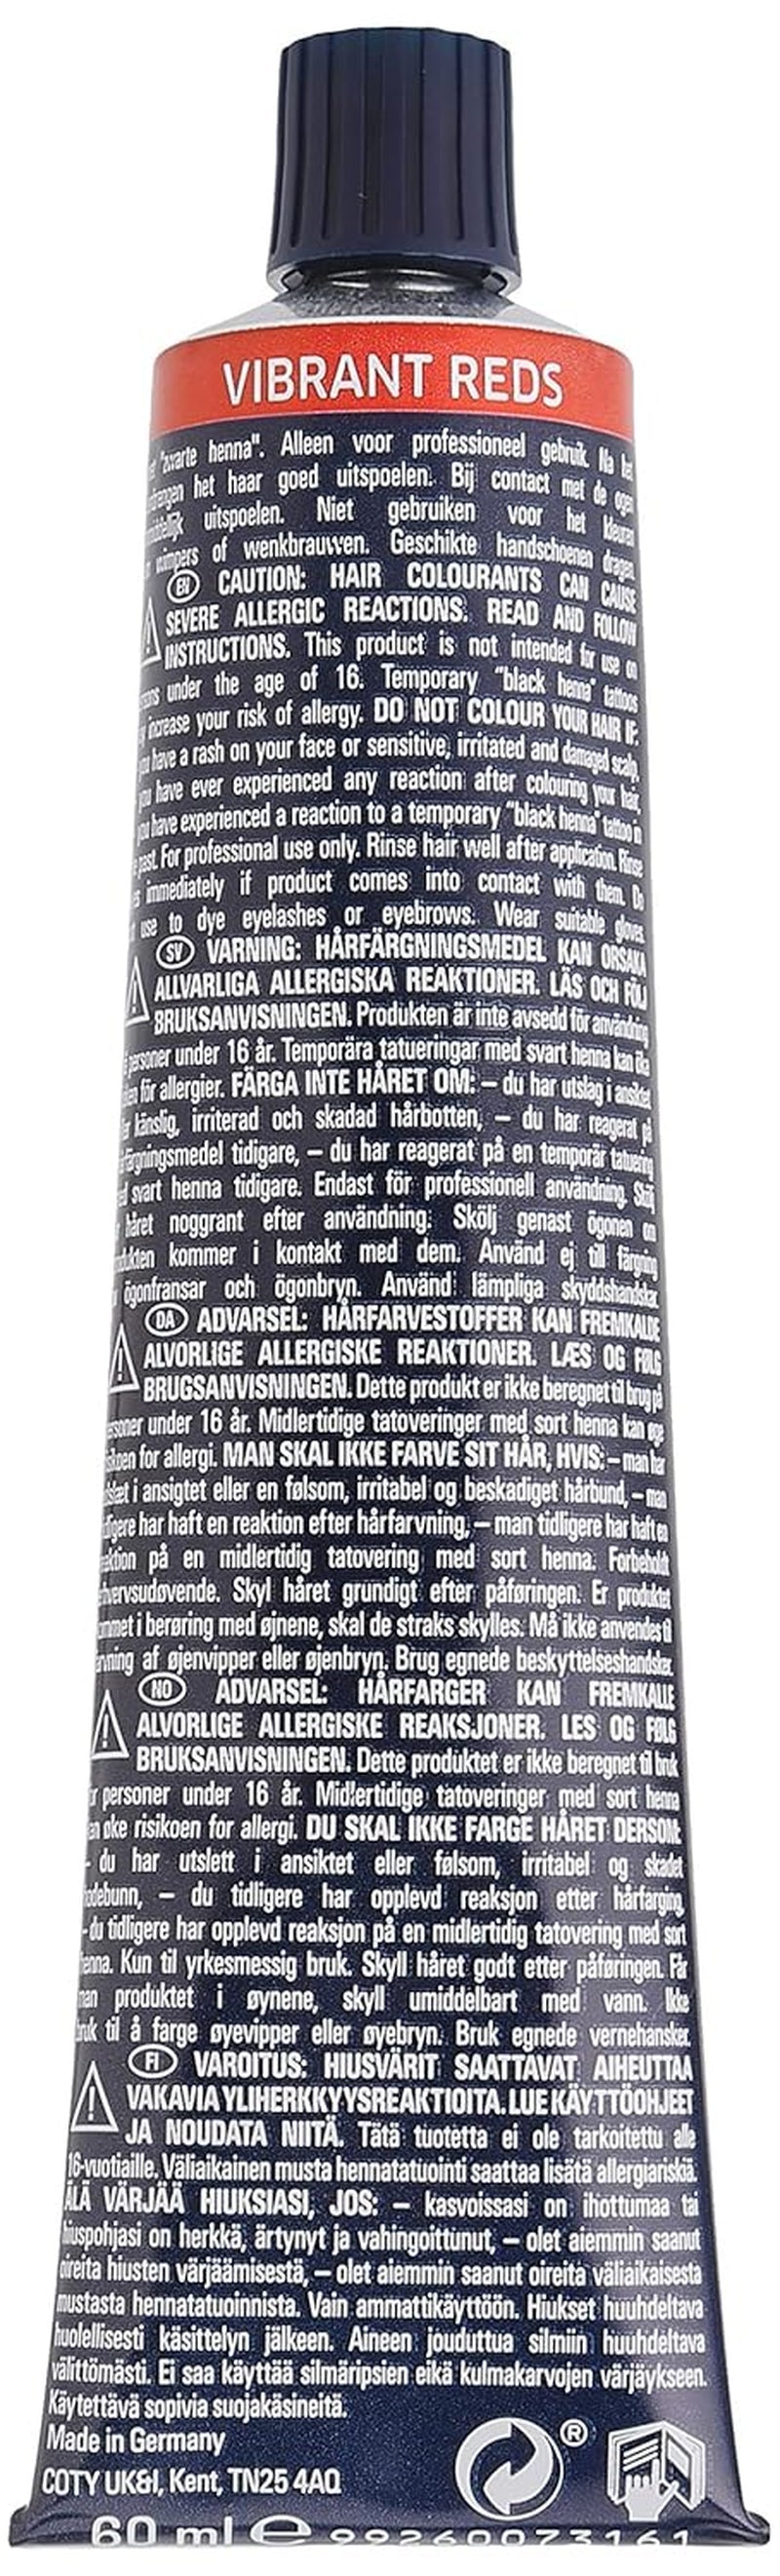 VIBRANT REDS
"zwarte henna". Alleen voor professioneel gebruik. Na het
het haar goed uitspoelen. Bij contact met de ogen
uitspoelen. Niet gebruiken voor het kleuren
wimpers of wenkbrauwen. Geschikte handschoenen dragen.
EN CAUTION: HAIR COLOURANTS CAN CAUSE
SEVERE ALLERGIC REACTIONS. READ AND FOLLOW
INSTRUCTIONS. This product is not intended for use on
under the age of 16. Temporary "black henna" tattoos
increase your risk of allergy. DO NOT COLOUR YOUR HAIR IF:
you have a rash on your face or sensitive, irritated and damaged scalp,
you have ever experienced any reaction after colouring your hair,
you have experienced a reaction to a temporary "black henna" tattoo in
past. For professional use only. Rinse hair well after application. Rinse
immediately if product comes into contact with them. Do
use to dye eyelashes or eyebrows. Wear suitable gloves.
SV VARNING: HÅRFÄRGNINGSMEDEL KAN ORSAKA
ALLVARLIGA ALLERGISKA REAKTIONER. LÄS OCH FÖLJ
BRUKSANVISNINGEN. Produkten är inte avsedd för användning
personer under 16 år. Temporära tatueringar med svart henna kan öka
för allergier. FÄRGA INTE HÅRET OM: – du har utslag i ansiktet
känslig, irriterad och skadad hårbotten, – du har reagerat på
tidigare, – du har reagerat på en temporär tatuering
svart henna tidigare. Endast för professionell användning. Skölj
håret noggrant efter användning. Skölj genast ögonen om
kommer i kontakt med dem. Använd ej till färgning
ögonfransar och ögonbryn. Använd lämpliga skyddshandskar.
DA ADVARSEL: HÅRFARVESTOFFER KAN FREMKALDE
ALVORLIGE ALLERGISKE REAKTIONER. LÆS OG FØLG
BRUGSANVISNINGEN. Dette produkt er ikke beregnet til brug på
under 16 år. Midlertidige tatoveringer med sort henna kan øge
for allergi. MAN SKAL IKKE FARVE SIT HÅR, HVIS: – man har
i ansigtet eller en følsom, irritabel og beskadiget hårbund, – man
har haft en reaktion efter hårfarvning, – man tidligere har haft en
på en midlertidig tatovering med sort henna. Forbeholdt
Skyl håret grundigt efter påføringen. Er produktet
i berøring med øjnene, skal de straks skylles. Må ikke anvendes til
af øjenvipper eller øjenbryn. Brug egnede beskyttelseshandsker.
NO ADVARSEL: HÅRFARGER KAN FREMKALLE
ALVORLIGE ALLERGISKE REAKSJONER. LES OG FØLG
BRUKSANVISNINGEN. Dette produktet er ikke beregnet til bruk
personer under 16 år. Midlertidige tatoveringer med sort henna
øke risikoen for allergi. DU SKAL IKKE FARGE HÅRET DERSOM:
– du har utslett i ansiktet eller følsom, irritabel og skadet
hodebunn, – du tidligere har opplevd reaksjon etter hårfarging,
– du tidligere har opplevd reaksjon på en midlertidig tatovering med sort
henna. Kun til yrkesmessig bruk. Skyll håret godt etter påføringen. Får
man produktet i øynene, skyll umiddelbart med vann. Ikke
bruk til å farge øyevipper eller øyebryn. Bruk egnede vernehansker.
FI VAROITUS: HIUSVÄRIT SAATTAVAT AIHEUTTAA
VAKAVIA YLIHERKKYYSREAKTIOITA. LUE KÄYTTÖOHJEET
JA NOUDATA NIITÄ. Tätä tuotetta ei ole tarkoitettu alle
16-vuotiaille. Väliaikainen musta hennatatuointi saattaa lisätä allergiariskiä.
ÄLÄ VÄRJÄÄ HIUKSIASI, JOS: – kasvoissasi on ihottumaa tai
hiuspohjasi on herkkä, ärtynyt ja vahingoittunut, – olet aiemmin saanut
oireita hiusten värjäämisestä, – olet aiemmin saanut oireita väliaikaisesta
mustasta hennatatuoinnista. Vain ammattikäyttöön. Hiukset huuhdeltava
huolellisesti käsittelyn jälkeen. Aineen jouduttua silmiin huuhdeltava
välittömästi. Ei saa käyttää silmäripsien eikä kulmakarvojen värjäykseen.
Käytettävä sopivia suojakäsineitä.
Made in Germany
COTY UK&I, Kent, TN25 4AQ
®
60 ml e 99260073161